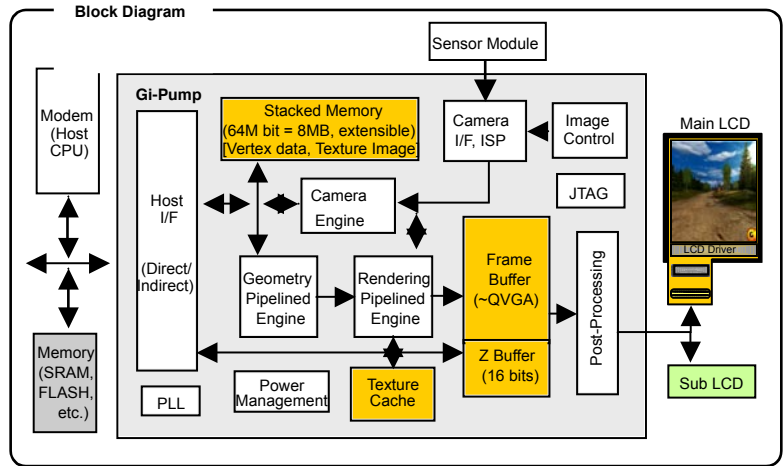 Block Diagram
Sensor Module
Modem
(Host
CPU)
Gi-Pump
Stacked Memory
(64M bit = 8MB, extensible)
[Vertex data, Texture Image]
Camera
I/F, ISP
Image
Control
Main LCD
Host
I/F
(Direct/
Indirect)
Camera
Engine
JTAG
LCD Driver
Geometry
Pipelined
Engine
Rendering
Pipelined
Engine
Frame
Buffer
(~QVGA)
Post-Processing
Z Buffer
(16 bits)
Memory
(SRAM,
FLASH,
etc.)
PLL
Power
Management
Texture
Cache
Sub LCD